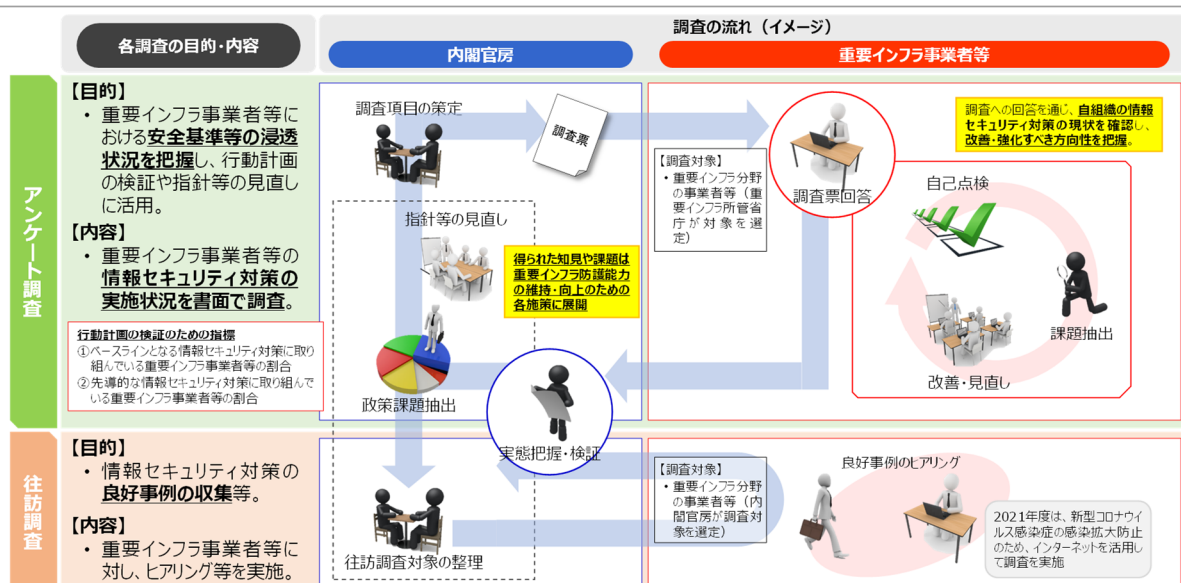 各調査の目的・内容
調査の流れ（イメージ）
内閣官房
重要インフラ事業者等
アンケート調査
【目的】
・ 重要インフラ事業者等に
おける安全基準等の浸透
状況を把握し、行動計画
の検証や指針等の見直し
に活用。
【内容】
・ 重要インフラ事業者等の
情報セキュリティ対策の
実施状況を書面で調査。
行動計画の検証のための指標
①ベースラインとなる情報セキュリティ対策に取り
組んでいる重要インフラ事業者等の割合
②先導的な情報セキュリティ対策に取り組んで
いる重要インフラ事業者等の割合
調査項目の策定
調査票
指針等の見直し
得られた知見や課題は
重要インフラ防護能力
の維持・向上のための
各施策に展開
政策課題抽出
実態把握・検証
【調査対象】
・重要インフラ分野
の事業者等（重
要インフラ所管省
庁が対象を選
定）
調査票回答
調査への回答を通じ、自組織の情報
セキュリティ対策の現状を確認し、
改善・強化すべき方向性を把握。
自己点検
課題抽出
改善・見直し
往訪調査
【目的】
・ 情報セキュリティ対策の
良好事例の収集等。
【内容】
・ 重要インフラ事業者等に
対し、ヒアリング等を実施。
往訪調査対象の整理
【調査対象】
・重要インフラ分野
の事業者等（内
閣官房が調査対
象を選定）
良好事例のヒアリング
2021年度は、新型コロナウイ
ルス感染症の感染拡大防止
のため、インターネットを活用し
て調査を実施